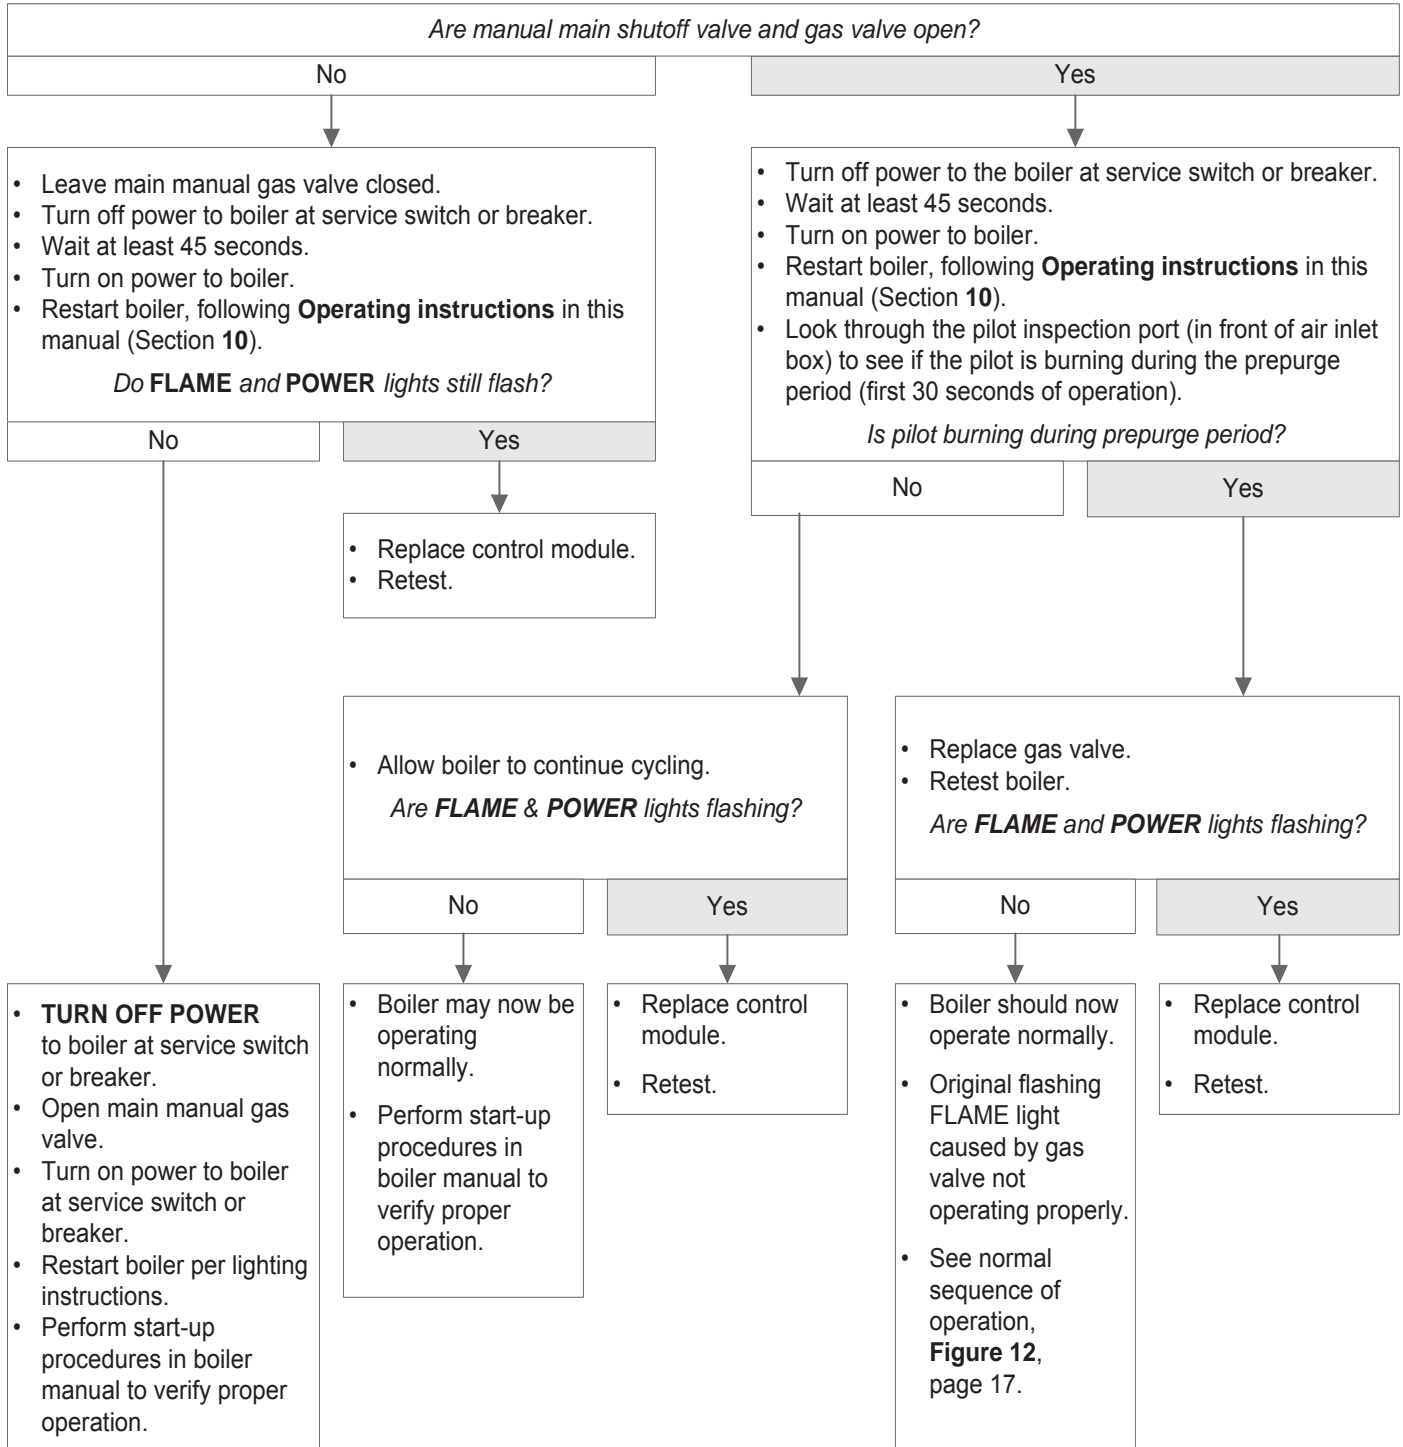 Are manual main shutoff valve and gas valve open?
No
Yes
• Leave main manual gas valve closed.
• Turn off power to boiler at service switch or breaker.
• Wait at least 45 seconds.
• Turn on power to boiler.
• Restart boiler, following Operating instructions in this
manual (Section 10).
Do FLAME and POWER lights still flash?
No
Yes
• Turn off power to the boiler at service switch or breaker.
• Wait at least 45 seconds.
• Turn on power to boiler.
• Restart boiler, following Operating instructions in this
manual (Section 10).
• Look through the pilot inspection port (in front of air inlet
box) to see if the pilot is burning during the prepurge
period (first 30 seconds of operation).
Is pilot burning during prepurge period?
No
Yes
• Replace control module.
• Retest.
• Allow boiler to continue cycling.
Are FLAME & POWER lights flashing?
No
Yes
• Replace gas valve.
• Retest boiler.
Are FLAME and POWER lights flashing?
No
Yes
• TURN OFF POWER
to boiler at service switch
or breaker.
• Open main manual gas
valve.
• Turn on power to boiler
at service switch or
breaker.
• Restart boiler per lighting
instructions.
• Perform start-up
procedures in boiler
manual to verify proper
operation.
• Boiler may now be
operating
normally.
• Perform start-up
procedures in
boiler manual to
verify proper
operation.
• Replace control
module.
• Retest.
• Boiler should now
operate normally.
• Original flashing
FLAME light
caused by gas
valve not
operating properly.
• See normal
sequence of
operation,
Figure 12,
page 17.
• Replace control
module.
• Retest.